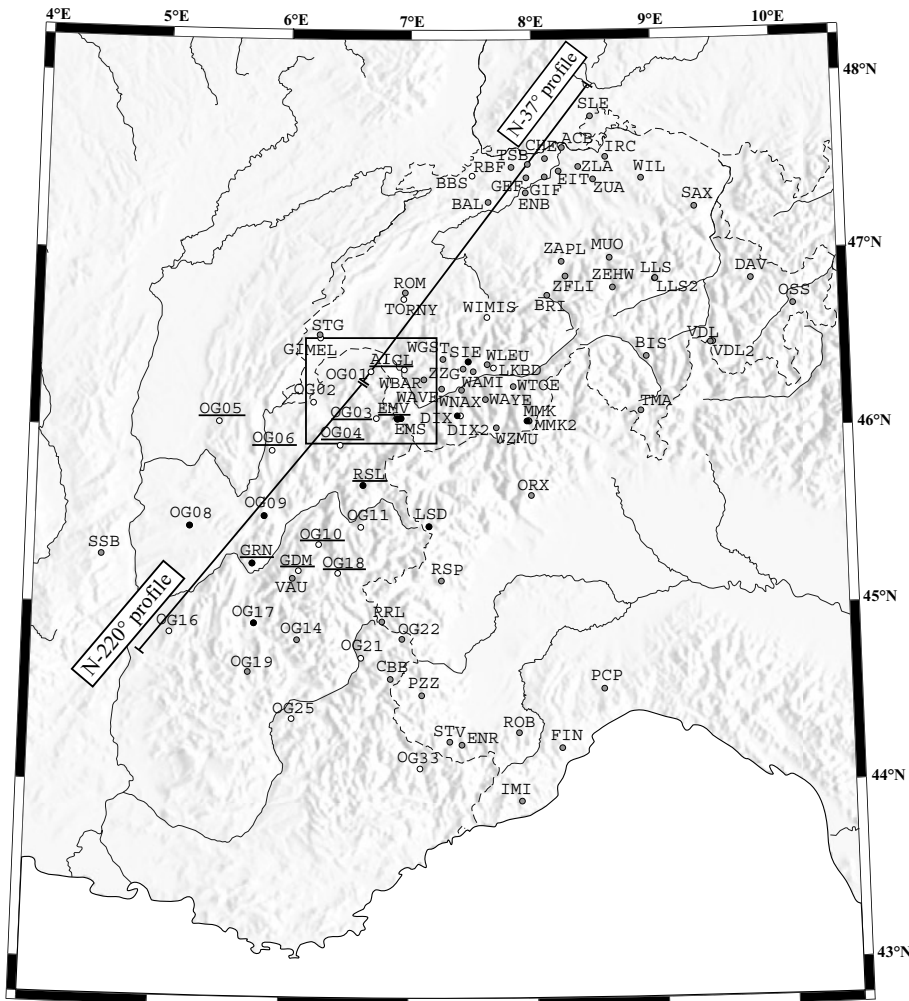 4°E 5°E 6°E 7°E 8°E 9°E 10°E
48°N
N-37° profile
SLE
ACB
CHE IRC
TSB
RBF ZLA WIL
BBS EIT
GEF GIF ZUA
BAL ENB SAX
47°N
ZAPL MUO
LLS DAV
ZEHW
ROM ZFLI LLS2 OSS
TORNY WIMIS BRI
STG VDL
GIMEL WGST SIE BIS VDL2
AIGL WLEU
OG01 ZZG LKBD
WBAR WAMI WTGE
OG02 WAVE WAYE TMA
OG05 OG03 EMV WNAX MMK
46°N
DIX MMK2
OG06 OG04 EMS DIX2
WZMU
RSL ORX
OG09
OG08 OG11 LSD
SSB OG10
GRN GDM OG18
RSP
VAU
45°N
N-220° profile
OG16 OG17 RRL
OG14 OG22
OG21
OG19 CBB
PZZ PCP
OG25
STV ROB
ENR FIN
OG33
44°N
IMI
43°N